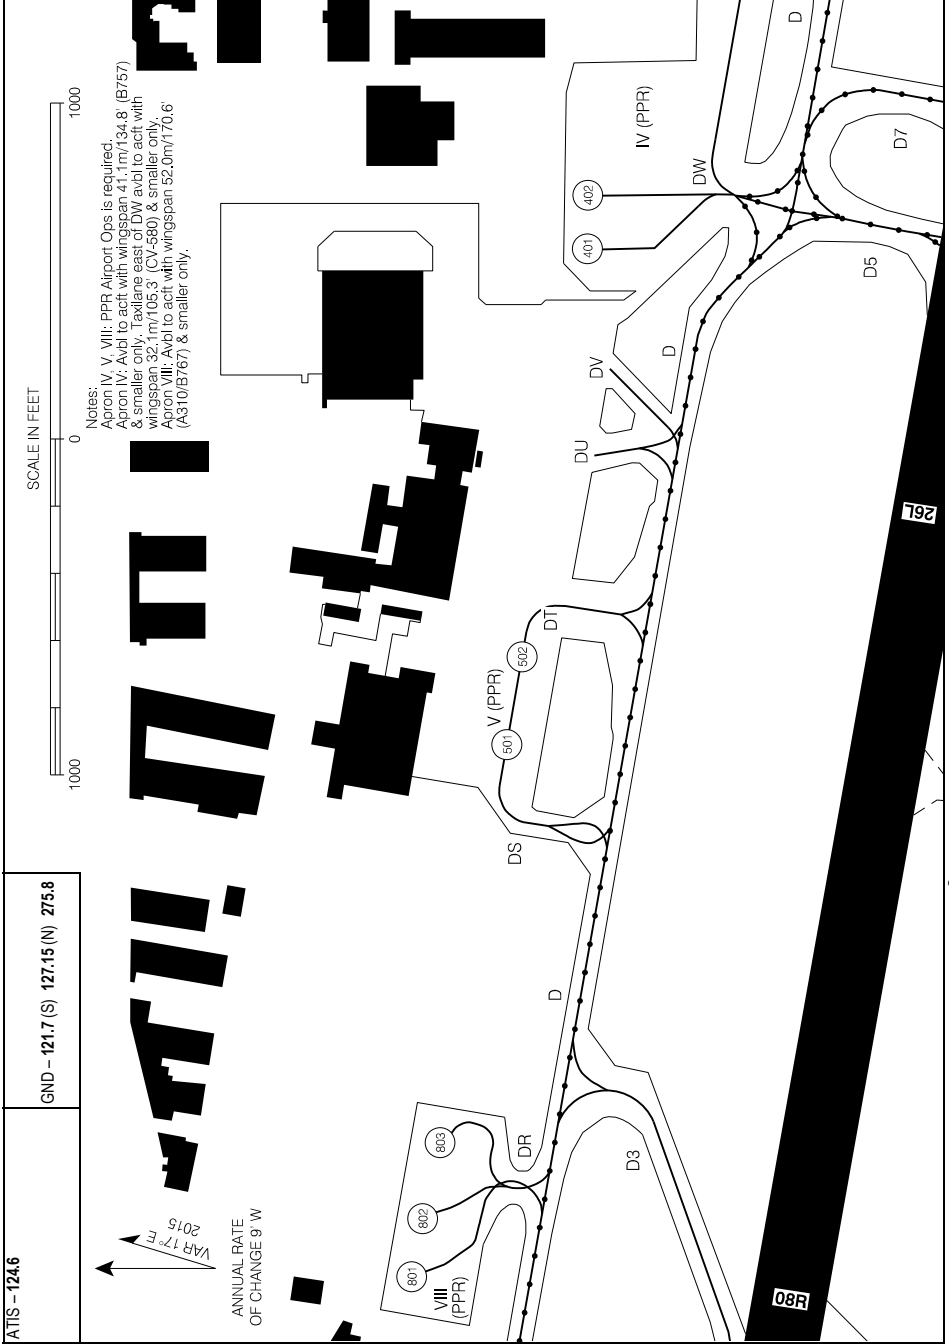 ATIS – 124.6
GND – 121.7 (S) 127.15 (N) 275.8
SCALE IN FEET
1000
0
1000
Notes:
Apron IV, V, VIII: PPR Airport Ops is required.
Apron IV: Avbl to acft with wingspan 41.1m/134.8' (B757)
& smaller only. Taxilane east of DW avbl to acft with
wingspan 32.1m/105.3' (CV-580) & smaller only.
Apron VIII: Avbl to acft with wingspan 52.0m/170.6'
(A310/B767) & smaller only.
VAR 17° E
2015
ANNUAL RATE
OF CHANGE 9' W
VIII
(PPR)
801
802
803
DR
D3
D
DS
V (PPR)
501
502
DT
DU
DV
D
401
402
IV (PPR)
DW
D
D5
D7
08R
26L